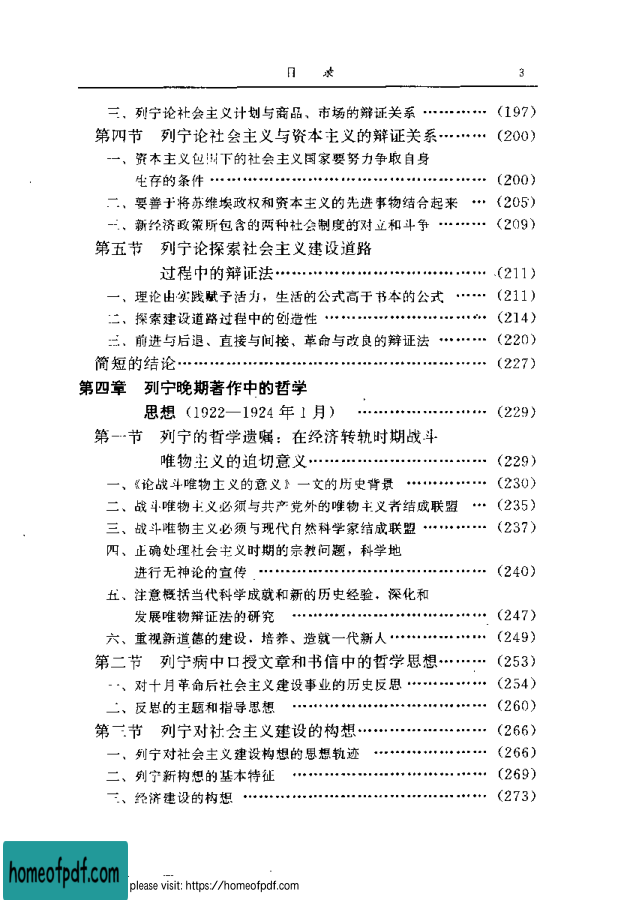 目 录 3
三、列宁论社会主义计划与商品、市场的辩证关系 ………… (197)
第四节 列宁论社会主义与资本主义的辩证关系……… (200)
一、资本主义包围下的社会主义国家要努力争取自身
生存的条件 ………………………………………… (200)
二、要善于将苏维埃政权和资本主义的先进事物结合起来 … (205)
三、新经济政策所包含的两种社会制度的对立和斗争 ……… (209)
第五节 列宁论探索社会主义建设道路
过程中的辩证法……………………………… (211)
一、理论由实践赋予活力，生活的公式高于书本的公式 …… (211)
二、探索建设道路过程中的创造性 ……………………… (214)
三、前进与后退、直接与间接、革命与改良的辩证法 ……… (220)
简短的结论……………………………………………… (227)
第四章 列宁晚期著作中的哲学
思想（1922—1924 年 1 月） ………………… (229)
第一节 列宁的哲学遗嘱：在经济转轨时期战斗
唯物主义的迫切意义………………………… (229)
一、《论战斗唯物主义的意义》一文的历史背景 ………… (230)
二、战斗唯物主义必须与共产党外的唯物主义者结成联盟 … (235)
三、战斗唯物主义必须与现代自然科学家结成联盟 ………… (237)
四、正确处理社会主义时期的宗教问题，科学地
进行无神论的宣传 ………………………………… (240)
五、注意概括当代科学成就和新的历史经验，深化和
发展唯物辩证法的研究 …………………………… (247)
六、重视新道德的建设，培养、造就一代新人…………… (249)
第二节 列宁病中口授文章和书信中的哲学思想……… (253)
一、对十月革命后社会主义建设事业的历史反思 ………… (254)
二、反思的主题和指导思想 …………………………… (260)
第三节 列宁对社会主义建设的构想………………… (266)
一、列宁对社会主义建设构想的思想轨迹 ……………… (266)
二、列宁新构想的基本特征 …………………………… (269)
三、经济建设的构想 …………………………………… (273)
homeofpdf.com
please visit: https://homeofpdf.com